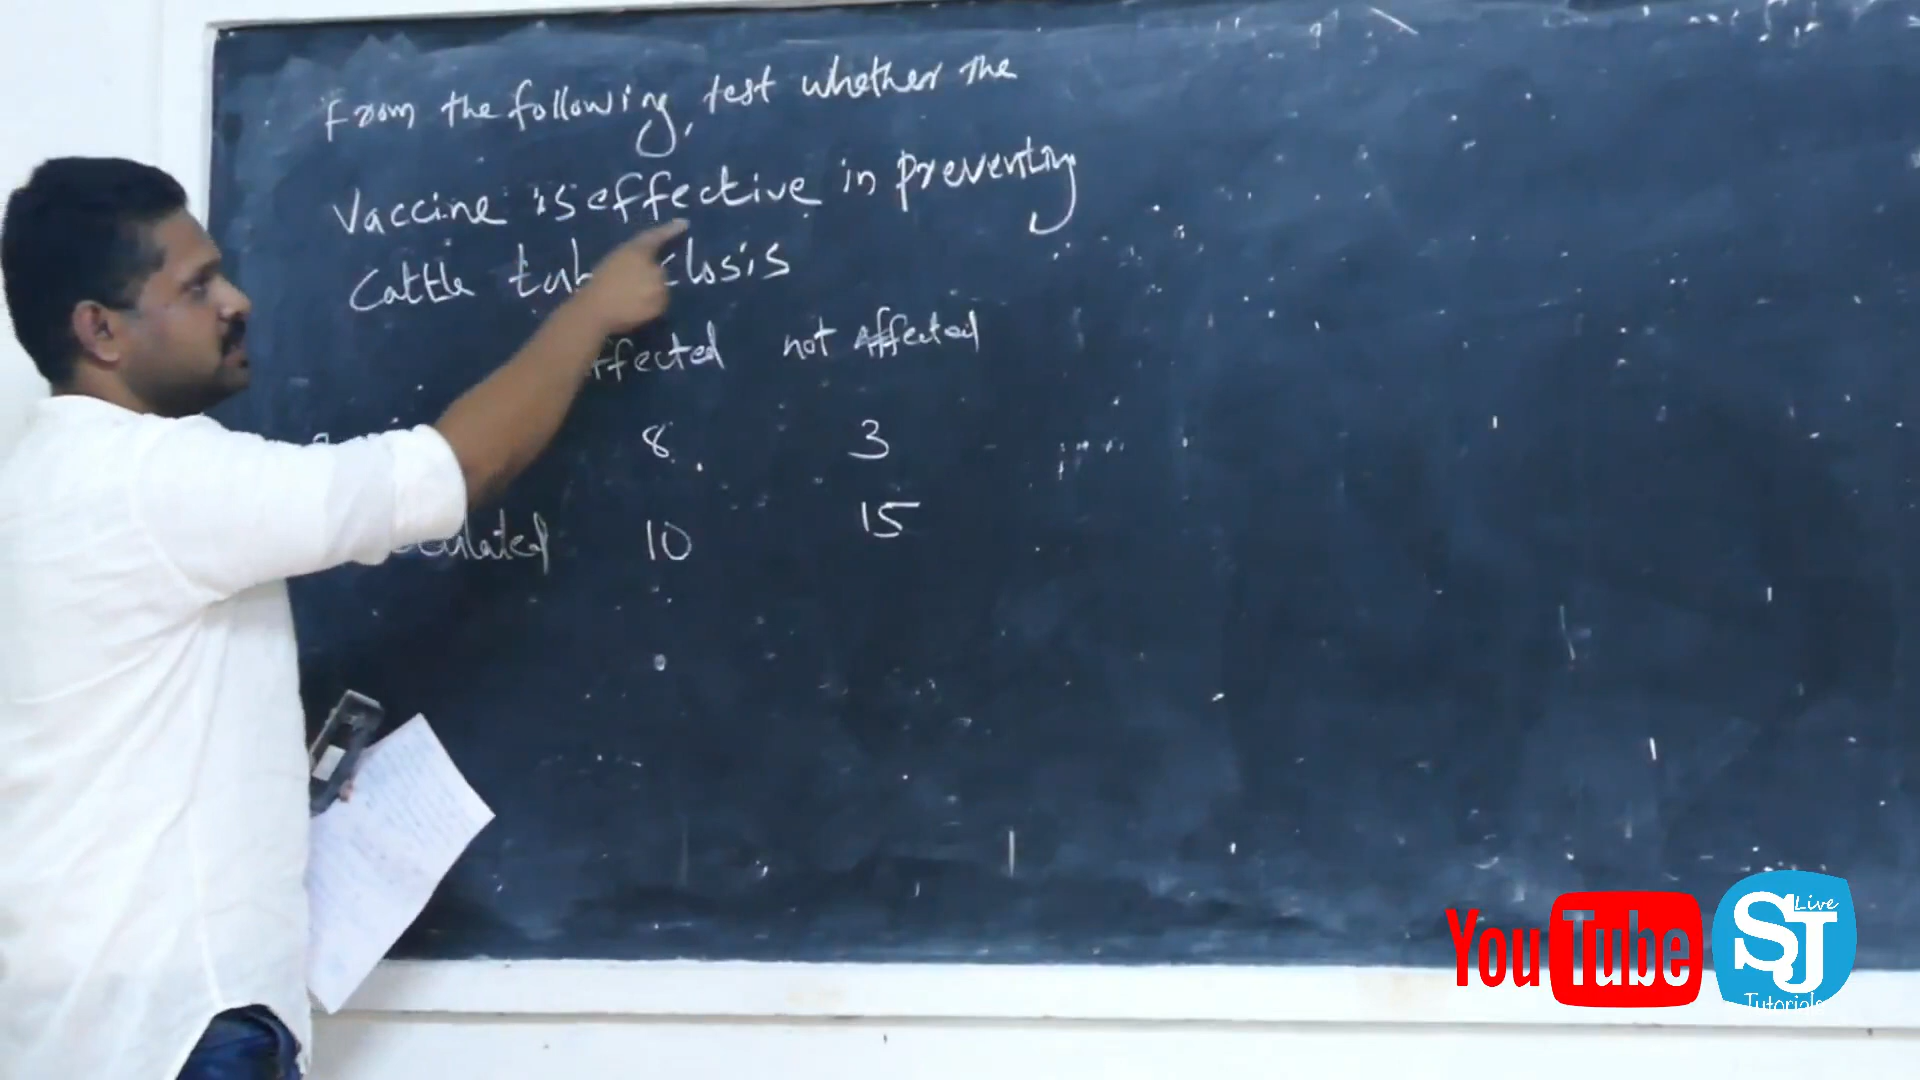 From the following, test whether the
Vaccine is effective in preventing
Cattle
not Affected
8 3
10 15
YouTube
SJ Live
Tutorials